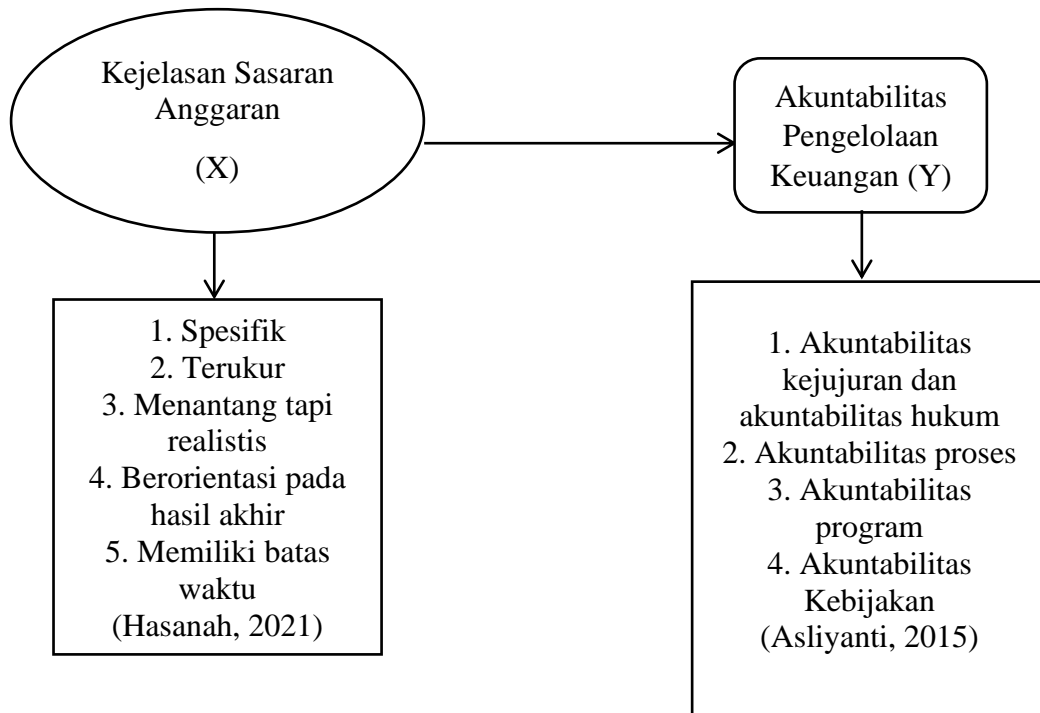 Kejelasan Sasaran
Anggaran
(X)
Akuntabilitas
Pengelolaan
Keuangan (Y)
1. Spesifik
2. Terukur
3. Menantang tapi
realistis
4. Berorientasi pada
hasil akhir
5. Memiliki batas
waktu
(Hasanah, 2021)
1. Akuntabilitas
kejujuran dan
akuntabilitas hukum
2. Akuntabilitas proses
3. Akuntabilitas
program
4. Akuntabilitas
Kebijakan
(Asliyanti, 2015)